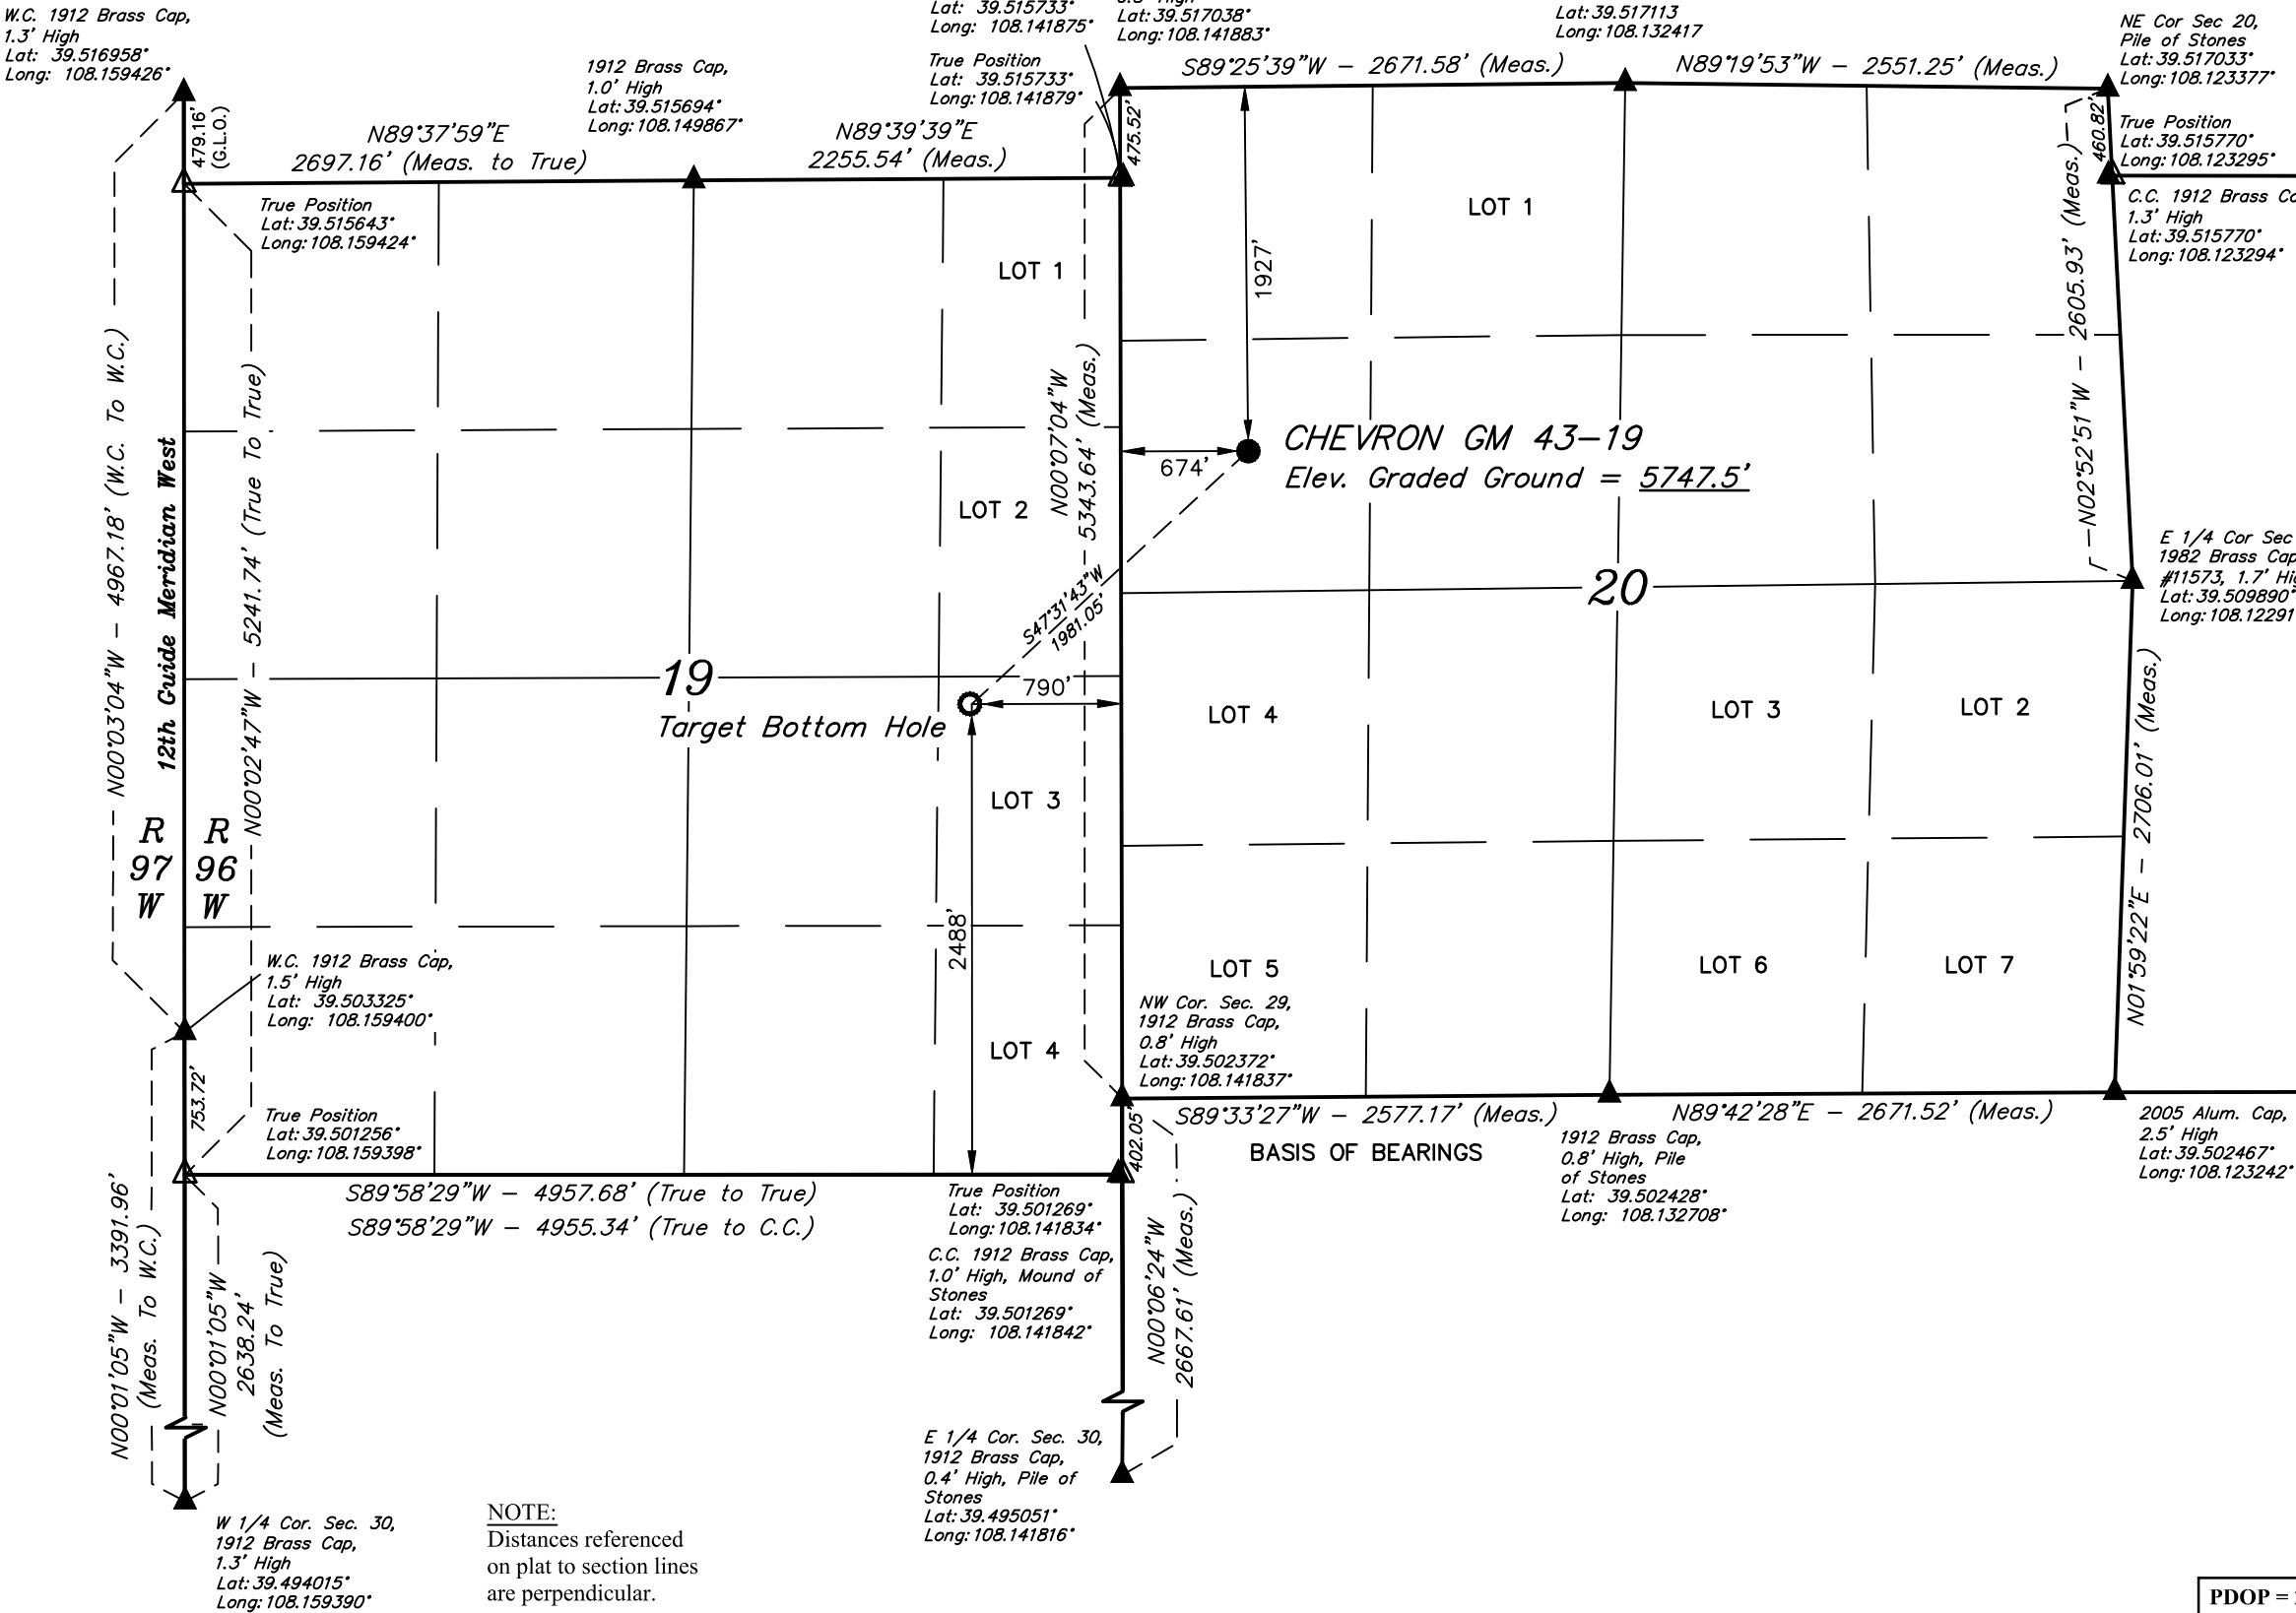 W.C. 1912 Brass Cap,
1.3' High
Lat: 39.516958°
Long: 108.159426°
1912 Brass Cap,
1.0' High
Lat: 39.515694°
Long: 108.149867°
Lat: 39.515733°
Long: 108.141875°
True Position
Lat: 39.515733°
Long: 108.141879°
High
Lat: 39.517038°
Long: 108.141883°
Lat: 39.517113
Long: 108.132417
NE Cor Sec 20,
Pile of Stones
Lat: 39.517033°
Long: 108.123377°
True Position
Lat: 39.515770°
Long: 108.123295°
C.C. 1912 Brass
1.3' High
Lat: 39.515770°
Long: 108.123294°
S89°25'39"W – 2671.58' (Meas.)
N89°19'53"W – 2551.25' (Meas.)
479.16'
(G.L.O.)
N89°37'59"E
2697.16' (Meas. to True)
N89°39'39"E
2255.54' (Meas.)
475.52'
460.82'
True Position
Lat: 39.515643°
Long: 108.159424°
LOT 1
LOT 1
1927'
N02°52'51"W – 2605.93' (Meas.)
N00°03'04"W – 4967.18' (W.C. To W.C.)
12th Guide Meridian West
N00°02'47"W – 5241.74' (True To True)
N00°07'04"W
5343.64' (Meas.)
CHEVRON GM 43-19
Elev. Graded Ground = 5747.5'
674'
LOT 2
S47°31'43"W
1981.05'
20
E 1/4 Cor Sec
1982 Brass Cap
#11573, 1.7'
Lat: 39.509890°
Long:
19
790'
Target Bottom Hole
LOT 4
LOT 3
LOT 2
LOT 3
N01°59'22"E – 2706.01' (Meas.)
R
97
W
R
96
W
2488'
W.C. 1912 Brass Cap,
1.5' High
Lat: 39.503325°
Long: 108.159400°
LOT 5
LOT 6
LOT 7
LOT 4
NW Cor. Sec. 29,
1912 Brass Cap,
0.8' High
Lat: 39.502372°
Long: 108.141837°
753.72'
True Position
Lat: 39.501256°
Long: 108.159398°
402.05'
S89°33'27"W – 2577.17' (Meas.)
BASIS OF BEARINGS
N89°42'28"E – 2671.52' (Meas.)
1912 Brass Cap,
0.8' High, Pile
of Stones
Lat: 39.502428°
Long: 108.132708°
2005 Alum. Cap,
2.5' High
Lat: 39.502467°
Long: 108.123242°
S89°58'29"W – 4957.68' (True to True)
S89°58'29"W – 4955.34' (True to C.C.)
True Position
Lat: 39.501269°
Long: 108.141834°
C.C. 1912 Brass Cap,
1.0' High, Mound of
Stones
Lat: 39.501269°
Long: 108.141842°
N00°01'05"W – 3391.96'
(Meas. To W.C.)
N00°01'05"W
2638.24'
(Meas. To True)
N00°06'24"W
2667.61' (Meas.)
E 1/4 Cor. Sec. 30,
1912 Brass Cap,
0.4' High, Pile of
Stones
Lat: 39.495051°
Long: 108.141816°
W 1/4 Cor. Sec. 30,
1912 Brass Cap,
1.3' High
Lat: 39.494015°
Long: 108.159390°
NOTE:
Distances referenced
on plat to section lines
are perpendicular.
PDOP =